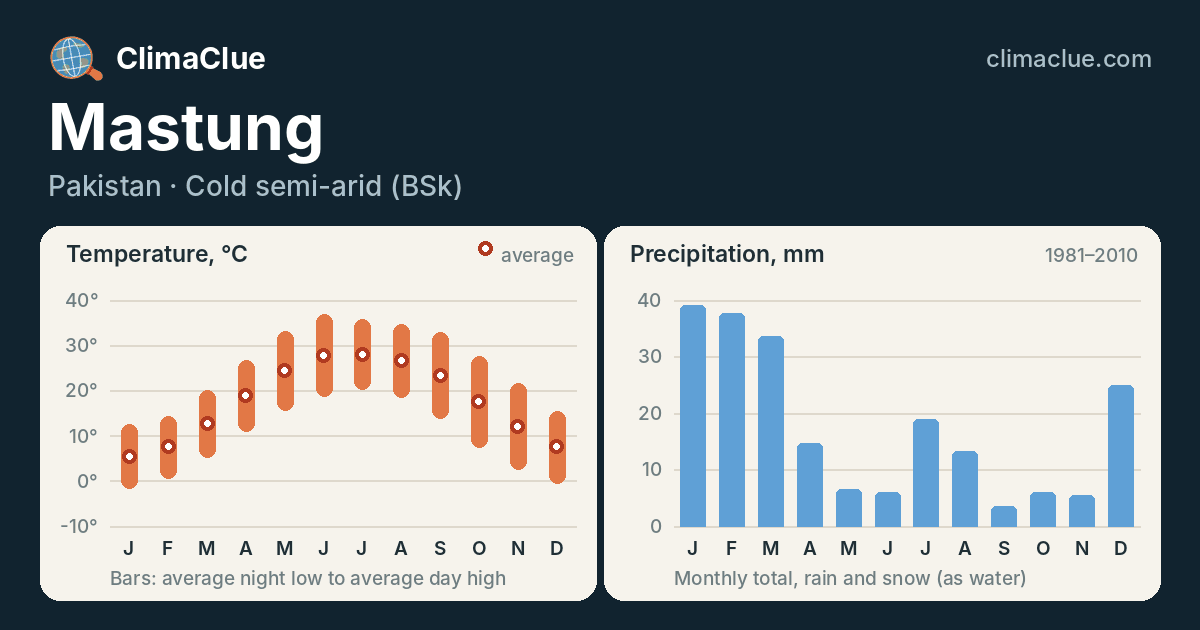 ClimaClue
climaclue.com
Mastung
Pakistan · Cold semi-arid (BSk)
Temperature, °C
average
40°
30°
20°
10°
0°
-10°
J F M A M J J A S O N D
Bars: average night low to average day high
Precipitation, mm
1981–2010
40
30
20
10
0
J F M A M J J A S O N D
Monthly total, rain and snow (as water)